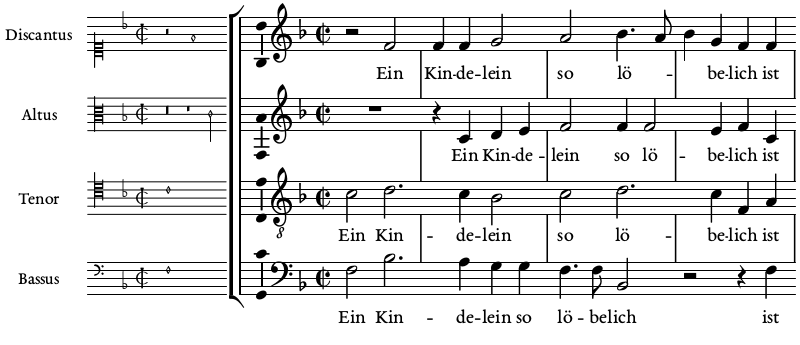 Discantus
Ein Kin-de-lein so lö - be-lich ist
Altus
Ein Kin-de-lein so lö - be-lich ist
Tenor
8
Ein Kin - de-lein so lö - be-lich ist
Bassus
Ein Kin - de-lein so lö - belich ist